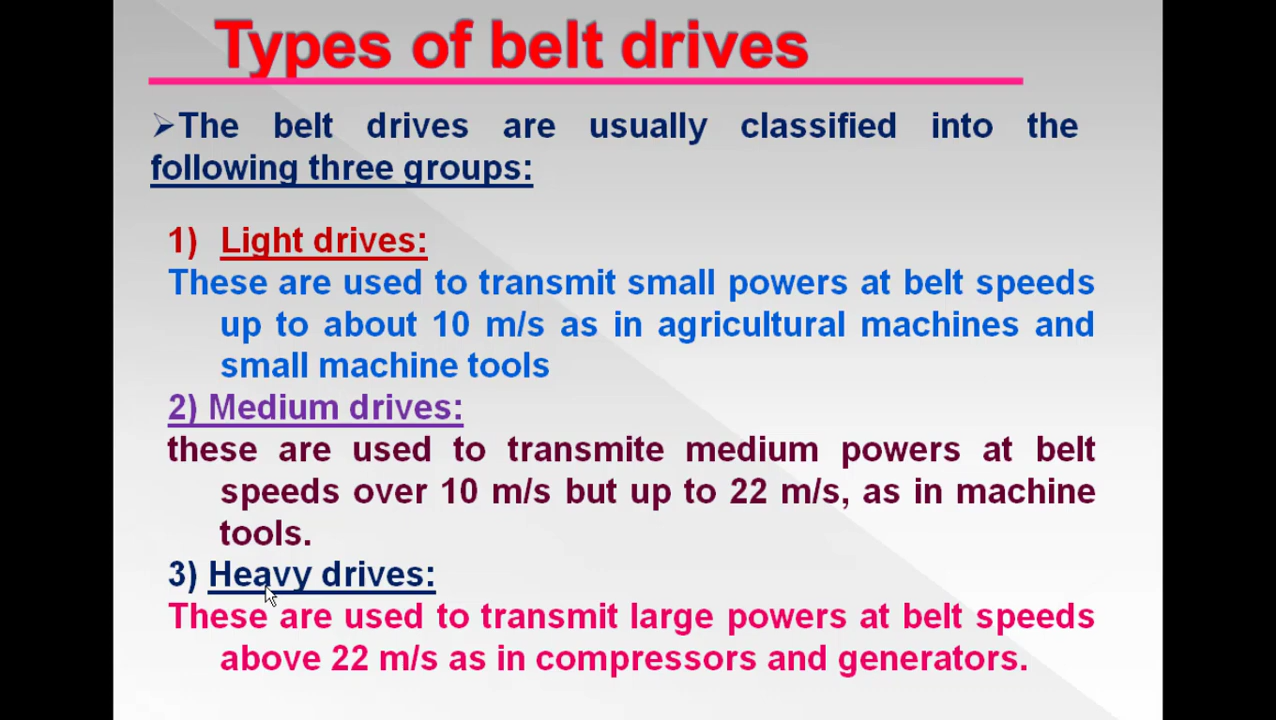 Types of belt drives
➢The belt drives are usually classified into the
following three groups:
1) Light drives:
These are used to transmit small powers at belt speeds
up to about 10 m/s as in agricultural machines and
small machine tools
2) Medium drives:
these are used to transmite medium powers at belt
speeds over 10 m/s but up to 22 m/s, as in machine
tools.
3) Heavy drives:
These are used to transmit large powers at belt speeds
above 22 m/s as in compressors and generators.